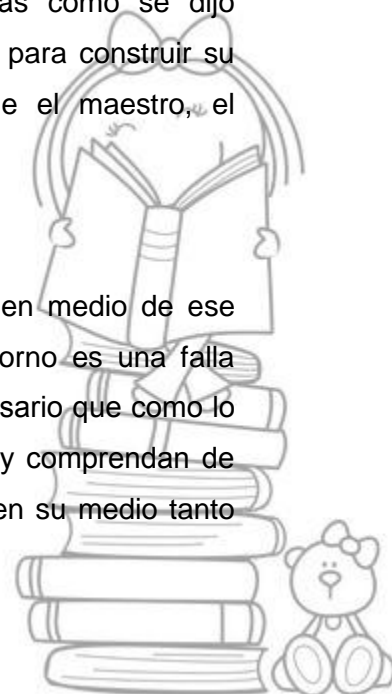 as como se dijo
para construir su
e el maestro, el
en medio de ese
orno es una falla
sario que como lo
y comprendan de
en su medio tanto